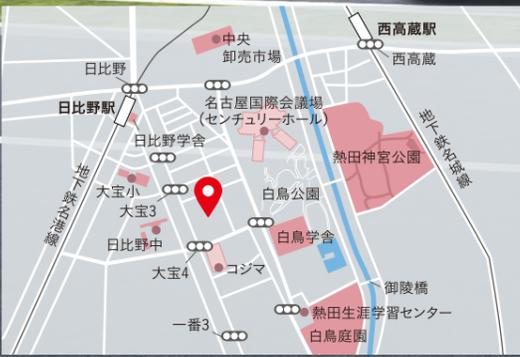 西高蔵駅
中央
卸売市場
西高蔵
日比野
日比野駅
名古屋国際会議場
(センチュリーホール)
地下鉄名城線
日比野学舎
熱田神宮公園
地下鉄名港線
大宝小
白鳥公園
大宝3
日比野中
白鳥学舎
大宝4
コジマ
御陵橋
一番3
熱田生涯学習センター
白鳥庭園